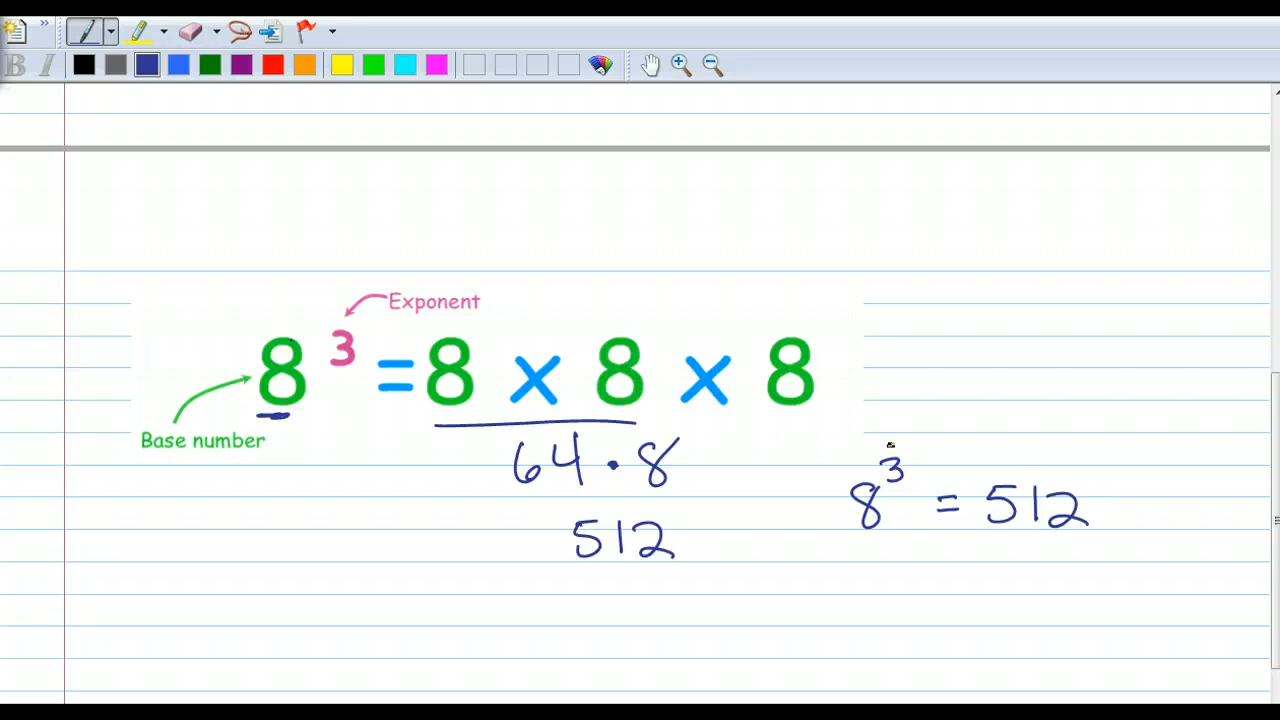 B I
Exponent
8³ = 8 x 8 x 8
Base number
64 · 8
8³ = 512
512